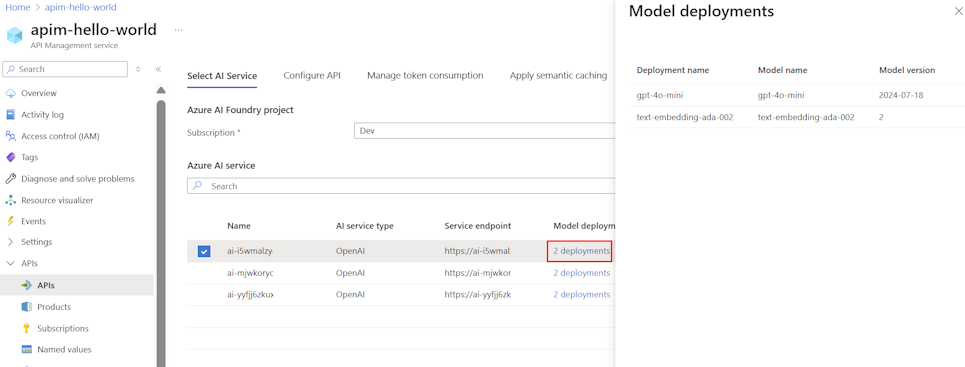 Home > apim-hello-world
apim-hello-world ...
API Management service
Search
Overview
Activity log
Access control (IAM)
Tags
Diagnose and solve problems
Resource visualizer
Events
Settings
APIs
APIs
Products
Subscriptions
Named values
Select AI Service Configure API Manage token consumption Apply semantic caching
Azure AI Foundry project
Subscription * Dev
Azure AI service
Search
Name AI service type Service endpoint Model deploym
ai-i5wmalzy OpenAI https://ai-i5wmal. 2 deployments
ai-mjwkoryc OpenAI https://ai-mjwkor 2 deployments
ai-yyfjj6zkux OpenAI https://ai-yyfjj6zk 2 deployments
Model deployments
Deployment name Model name Model version
gpt-4o-mini gpt-4o-mini 2024-07-18
text-embedding-ada-002 text-embedding-ada-002 2